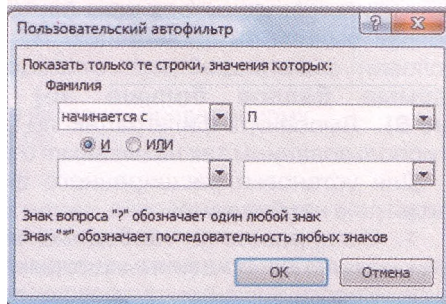 Пользовательский автофильтр
Показать только те строки, значения которых:
Фамилия
начинается с П
И ИЛИ
Знак вопроса "?" обозначает один любой знак
Знак "*" обозначает последовательность любых знаков
ОК Отмена